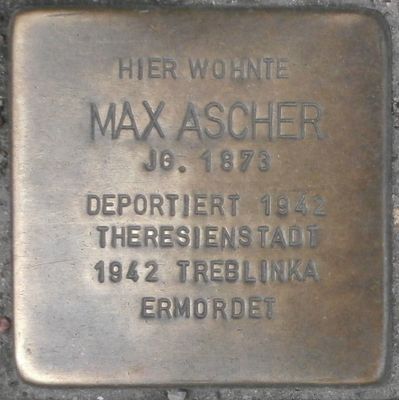 HIER WOHNTE
MAX ASCHER
JG. 1873
DEPORTIERT 1942
THERESIENSTADT
1942 TREBLINKA
ERMORDET